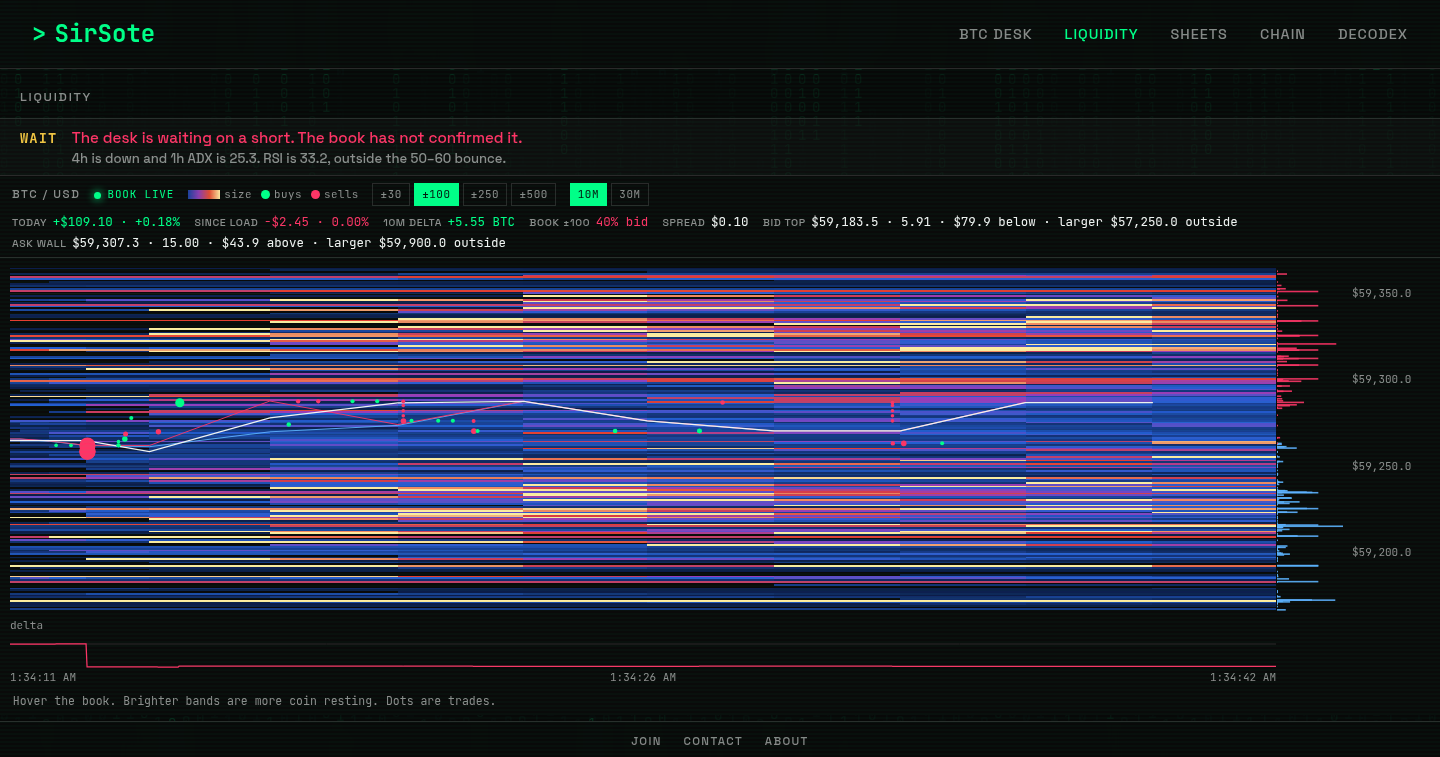 > SirSote
BTC DESK LIQUIDITY SHEETS CHAIN DECODEX
LIQUIDITY
WAIT The desk is waiting on a short. The book has not confirmed it.
4h is down and 1h ADX is 25.3. RSI is 33.2, outside the 50–60 bounce.
BTC / USD BOOK LIVE size buys sells ±30 ±100 ±250 ±500 10M 30M
TODAY +$109.10 · +0.18% SINCE LOAD -$2.45 · 0.00% 10M DELTA +5.55 BTC BOOK ±100 40% bid SPREAD $0.10 BID TOP $59,183.5 · 5.91 · $79.9 below · larger $57,250.0 outside
ASK WALL $59,307.3 · 15.00 · $43.9 above · larger $59,900.0 outside
$59,350.0
$59,300.0
$59,250.0
$59,200.0
delta
1:34:11 AM 1:34:26 AM 1:34:42 AM
Hover the book. Brighter bands are more coin resting. Dots are trades.
JOIN CONTACT ABOUT